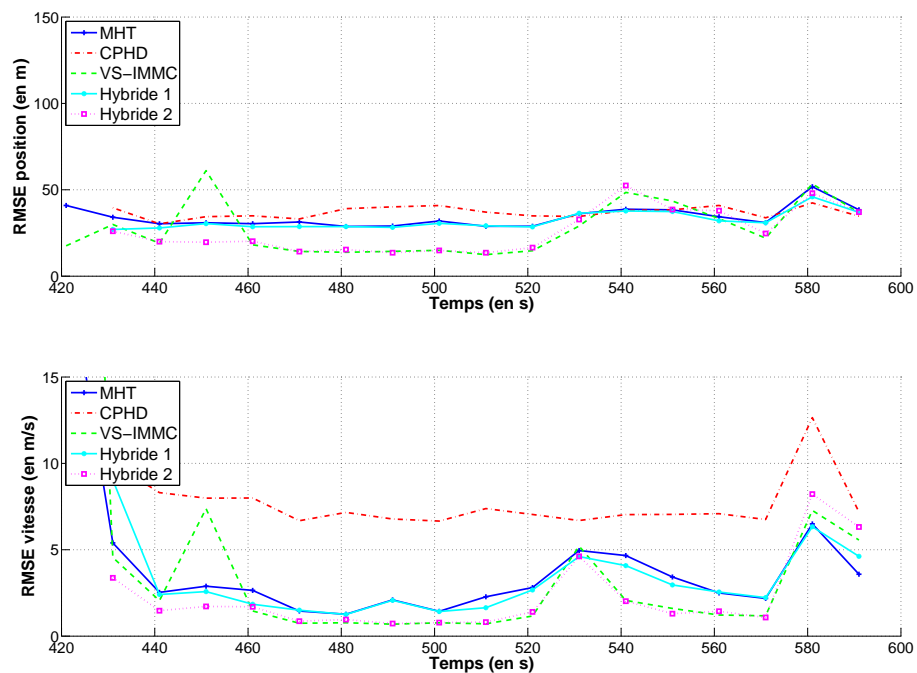 150
100
50
0
RMSE position (en m)
MHT
CPHD
VS−IMMC
Hybride 1
Hybride 2
420 440 460 480 500 520 540 560 580 600
Temps (en s)
15
10
5
0
RMSE vitesse (en m/s)
MHT
CPHD
VS−IMMC
Hybride 1
Hybride 2
420 440 460 480 500 520 540 560 580 600
Temps (en s)